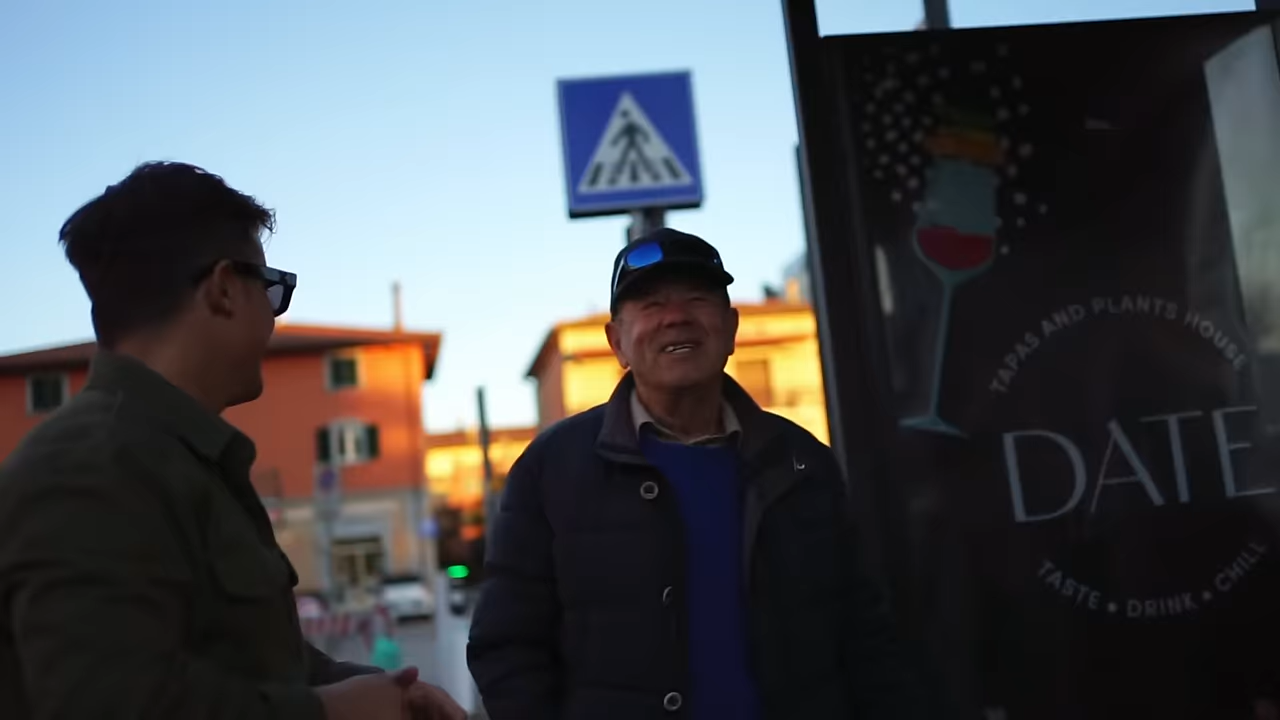 TAPAS AND PLANTS HOUSE
DATE
TASTE • DRINK • CHILL